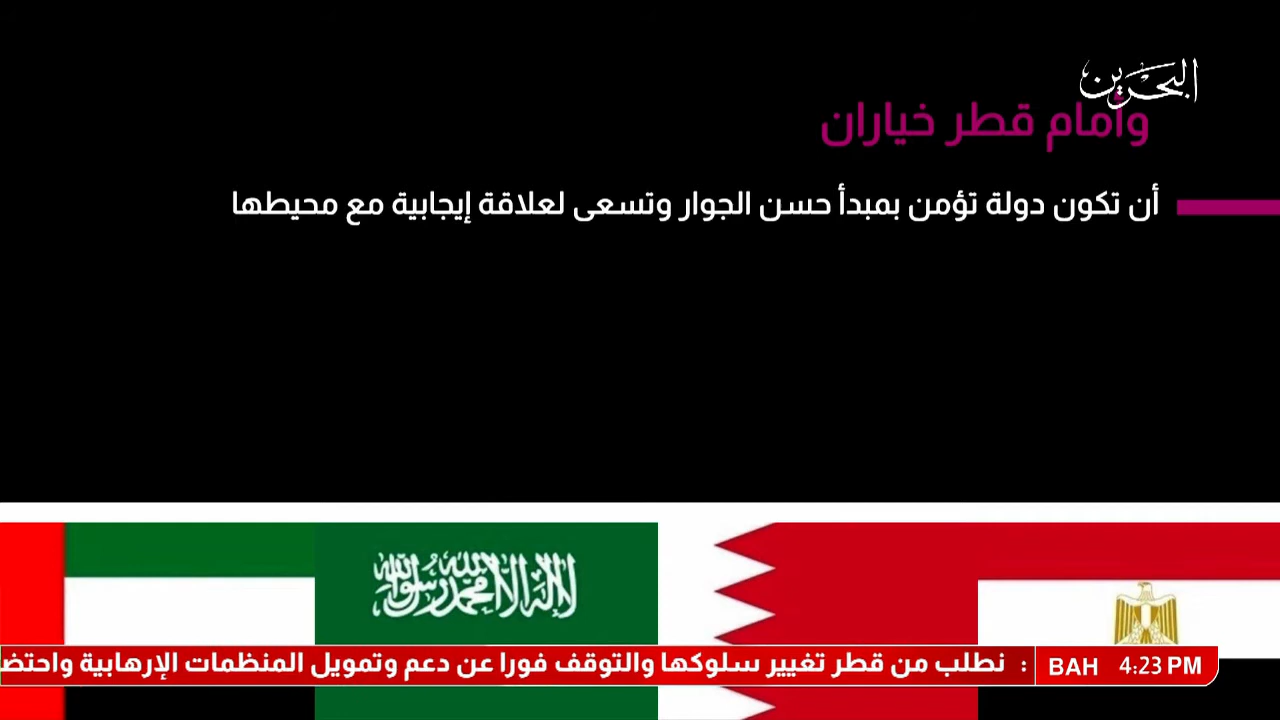 البحرين
وأمام قطر خياران
أن تكون دولة تؤمن بمبدأ حسن الجوار وتسعى لعلاقة إيجابية مع محيطها
لا إله إلا الله محمد رسول الله
BAH 4:23 PM
: نطلب من قطر تغيير سلوكها والتوقف فورا عن دعم وتمويل المنظمات الإرهابية